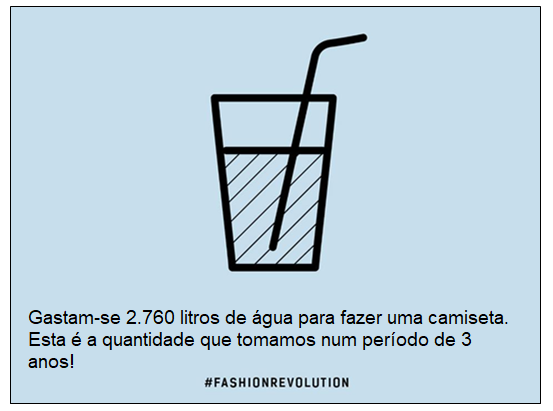 Gastam-se 2.760 litros de água para fazer uma camiseta.
Esta é a quantidade que tomamos num período de 3
anos!
#FASHIONREVOLUTION